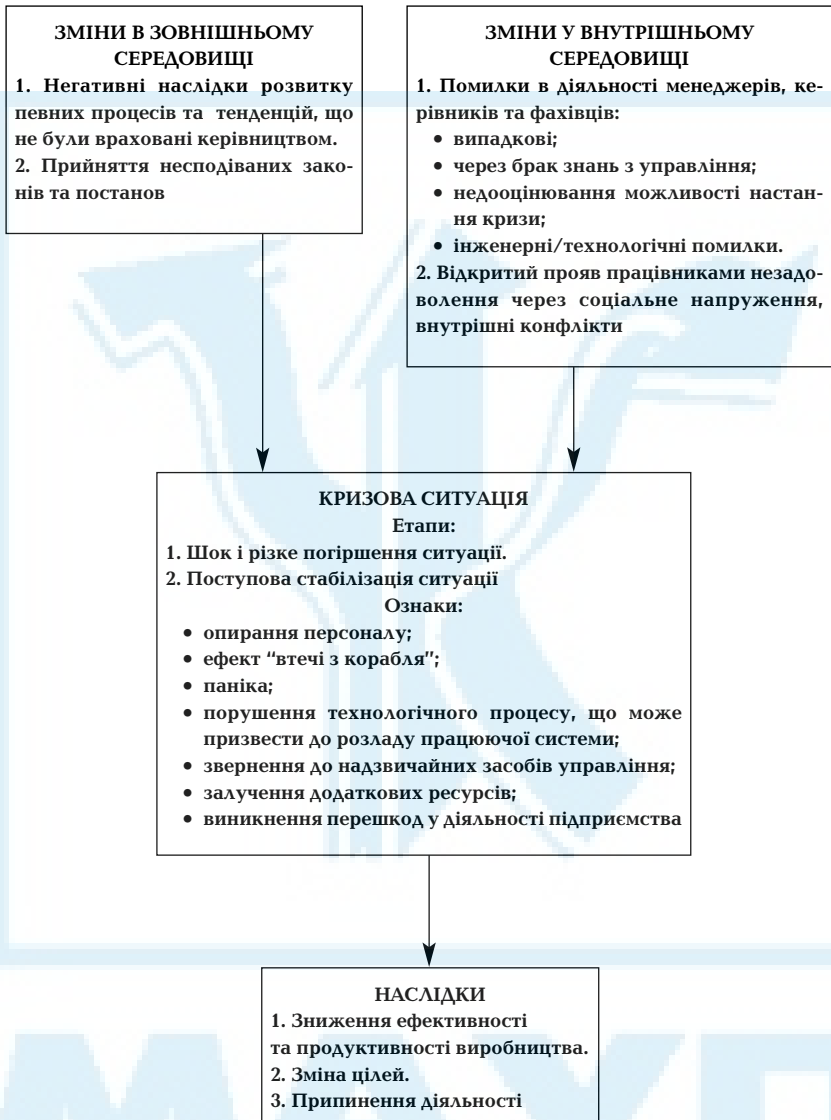 ЗМІНИ В ЗОВНІШНЬОМУ
СЕРЕДОВИЩІ
1. Негативні наслідки розвитку
певних процесів та тенденцій, що
не були враховані керівництвом.
2. Прийняття несподіваних зако-
нів та постанов
ЗМІНИ У ВНУТРІШНЬОМУ
СЕРЕДОВИЩІ
1. Помилки в діяльності менеджерів, ке-
рівників та фахівців:
• випадкові;
• через брак знань з управління;
• недооцінювання можливості настан-
ня кризи;
• інженерні/технологічні помилки.
2. Відкритий прояв працівниками незадо-
волення через соціальне напруження,
внутрішні конфлікти
КРИЗОВА СИТУАЦІЯ
Етапи:
1. Шок і різке погіршення ситуації.
2. Поступова стабілізація ситуації
Ознаки:
• опирання персоналу;
• ефект “втечі з корабля”;
• паніка;
• порушення технологічного процесу, що може
призвести до розладу працюючої системи;
• звернення до надзвичайних засобів управління;
• залучення додаткових ресурсів;
• виникнення перешкод у діяльності підприємства
НАСЛІДКИ
1. Зниження ефективності
та продуктивності виробництва.
2. Зміна цілей.
3. Припинення діяльності